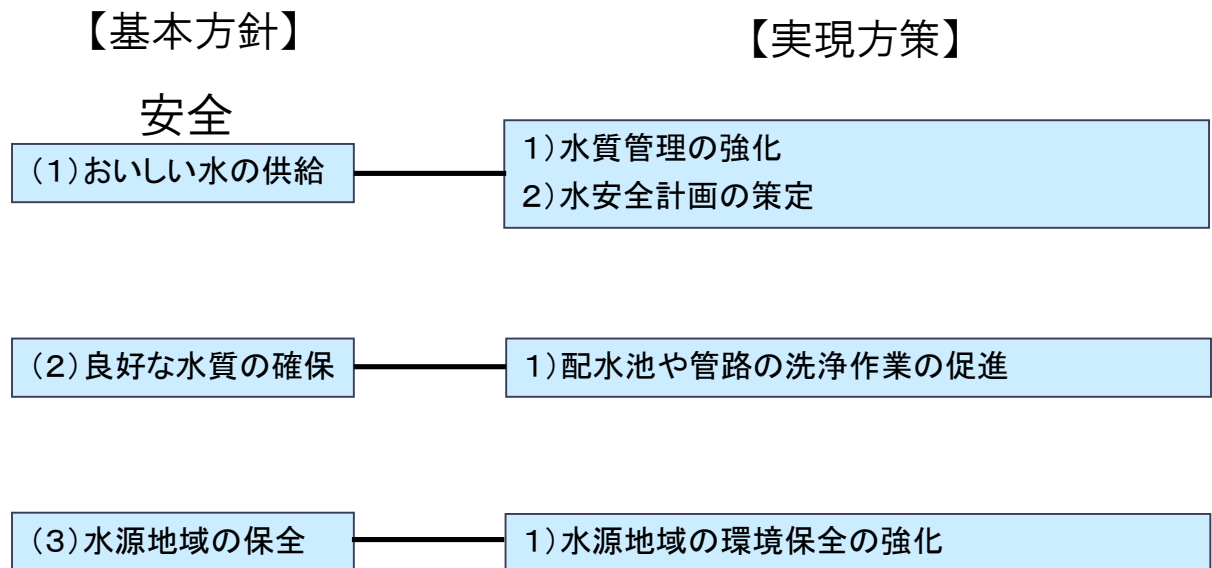 【基本方針】
【実現方策】
安全
(1)おいしい水の供給
1)水質管理の強化
2)水安全計画の策定
(2)良好な水質の確保
1)配水池や管路の洗浄作業の促進
(3)水源地域の保全
1)水源地域の環境保全の強化